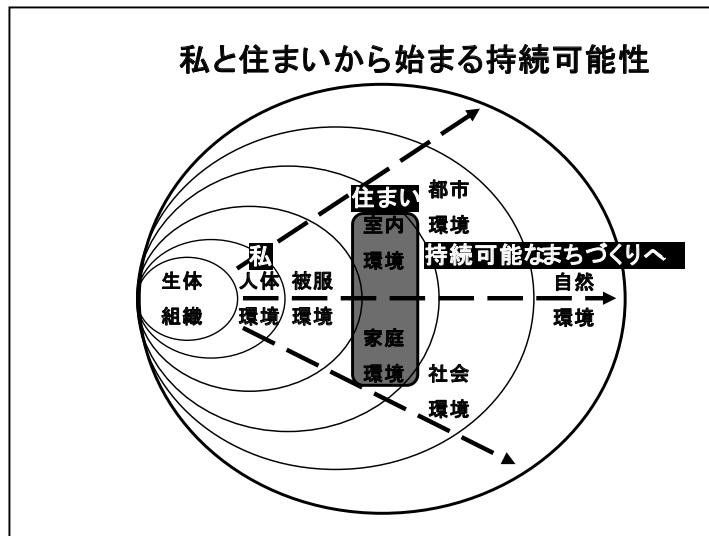 私と住まいから始まる持続可能性
住まい
都市
環境
室内
環境
私
持続可能なまちづくりへ
生体
組織
人体
環境
被服
環境
自然
環境
家庭
環境
社会
環境